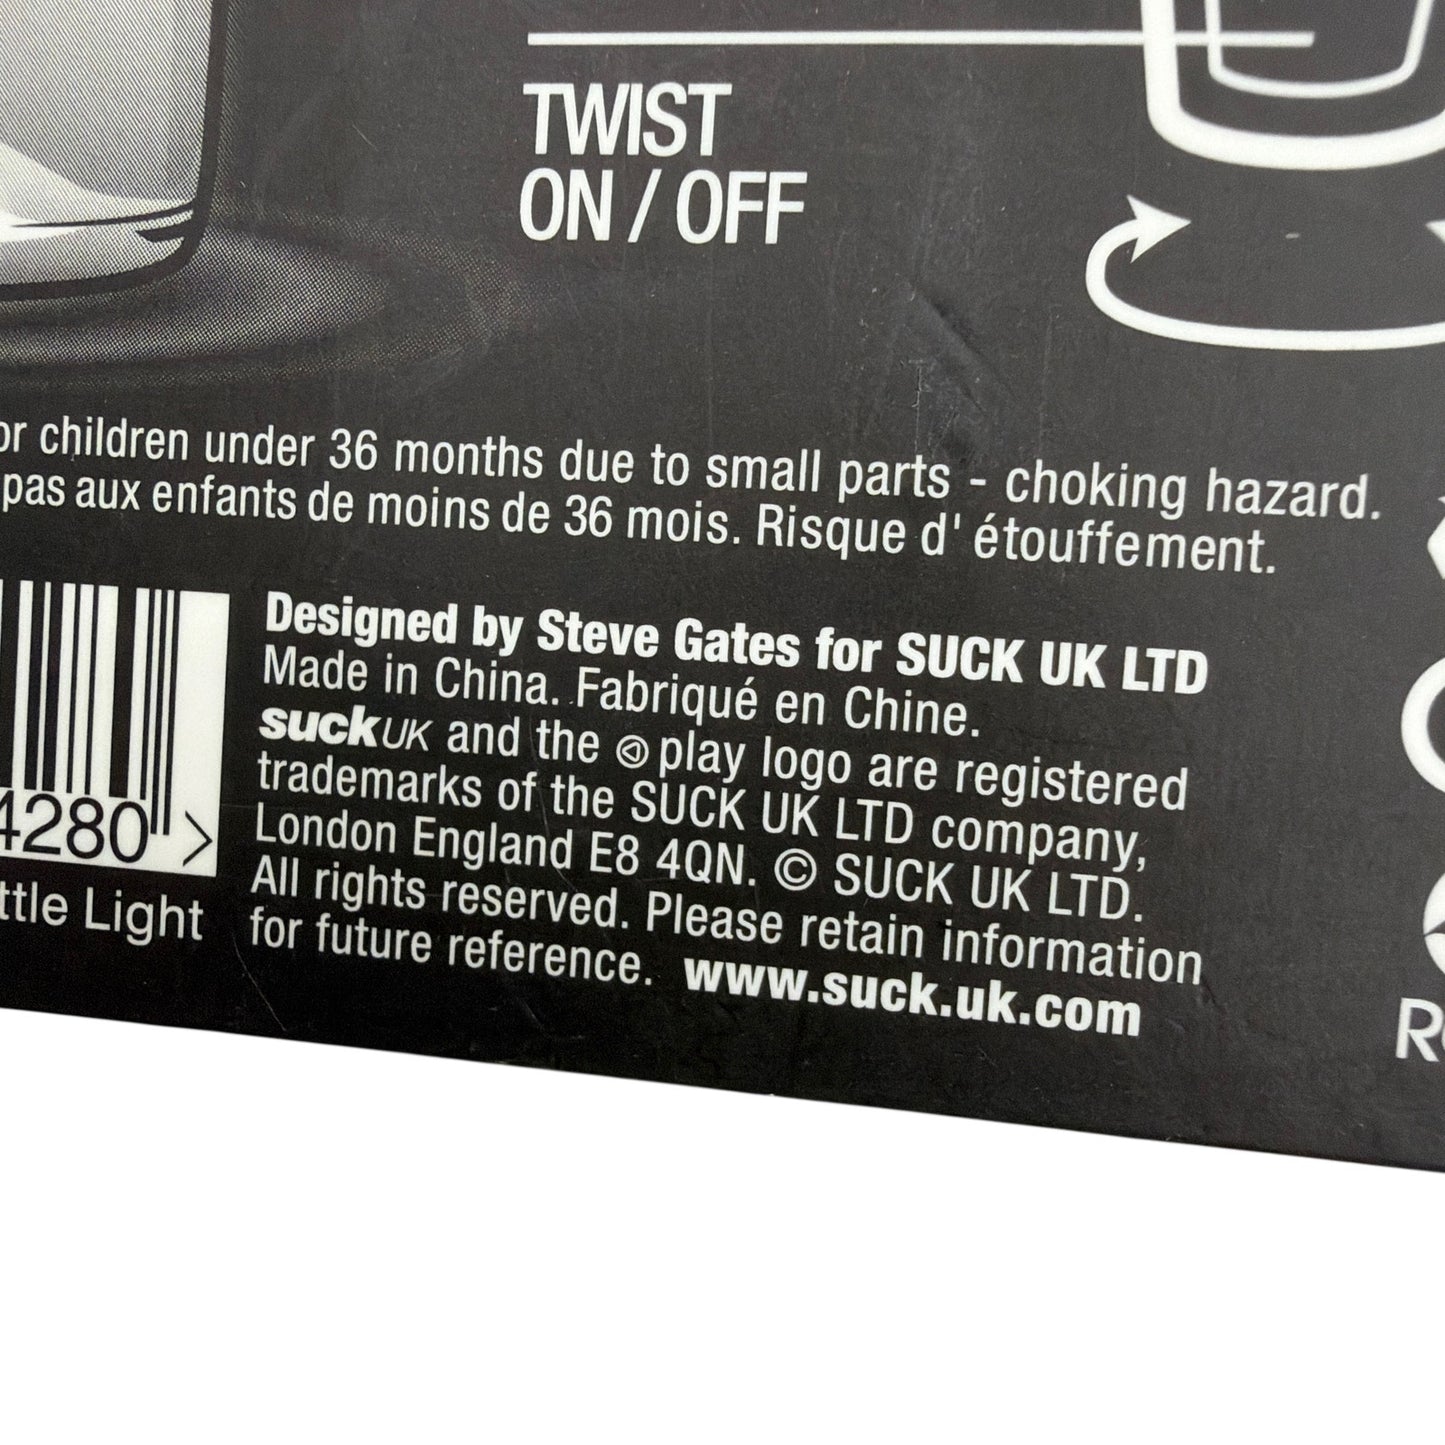 TWIST
ON / OFF
or children under 36 months due to small parts - choking hazard.
pas aux enfants de moins de 36 mois. Risque d' étouffement.
Designed by Steve Gates for SUCK UK LTD
Made in China. Fabriqué en Chine.
suckUK and the play logo are registered
trademarks of the SUCK UK LTD company,
London England E8 4QN. © SUCK UK LTD.
All rights reserved. Please retain information
for future reference. www.suck.uk.com
4280 >
ttle Light
R